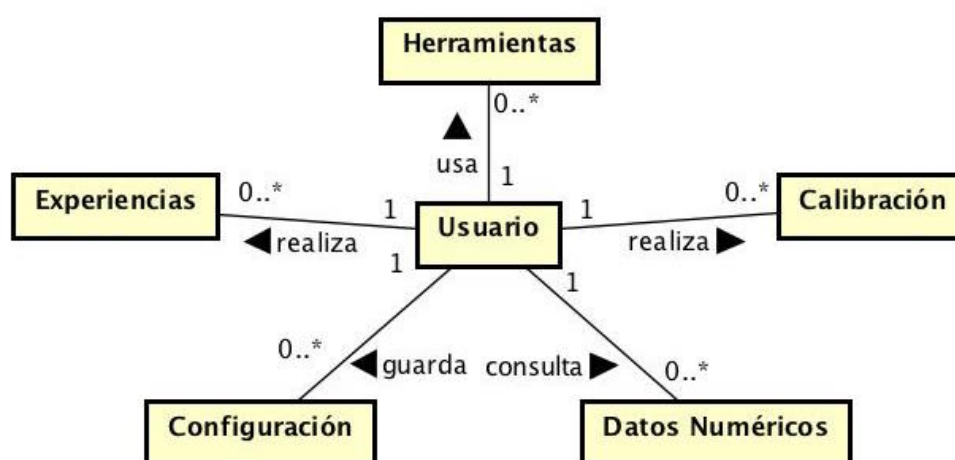 Herramientas
0..*
usa
1
Experiencias
0..*
1
realiza
Usuario
1
0..*
realiza
Calibración
1
1
0..*
guarda
consulta
0..*
Configuración
Datos Numéricos